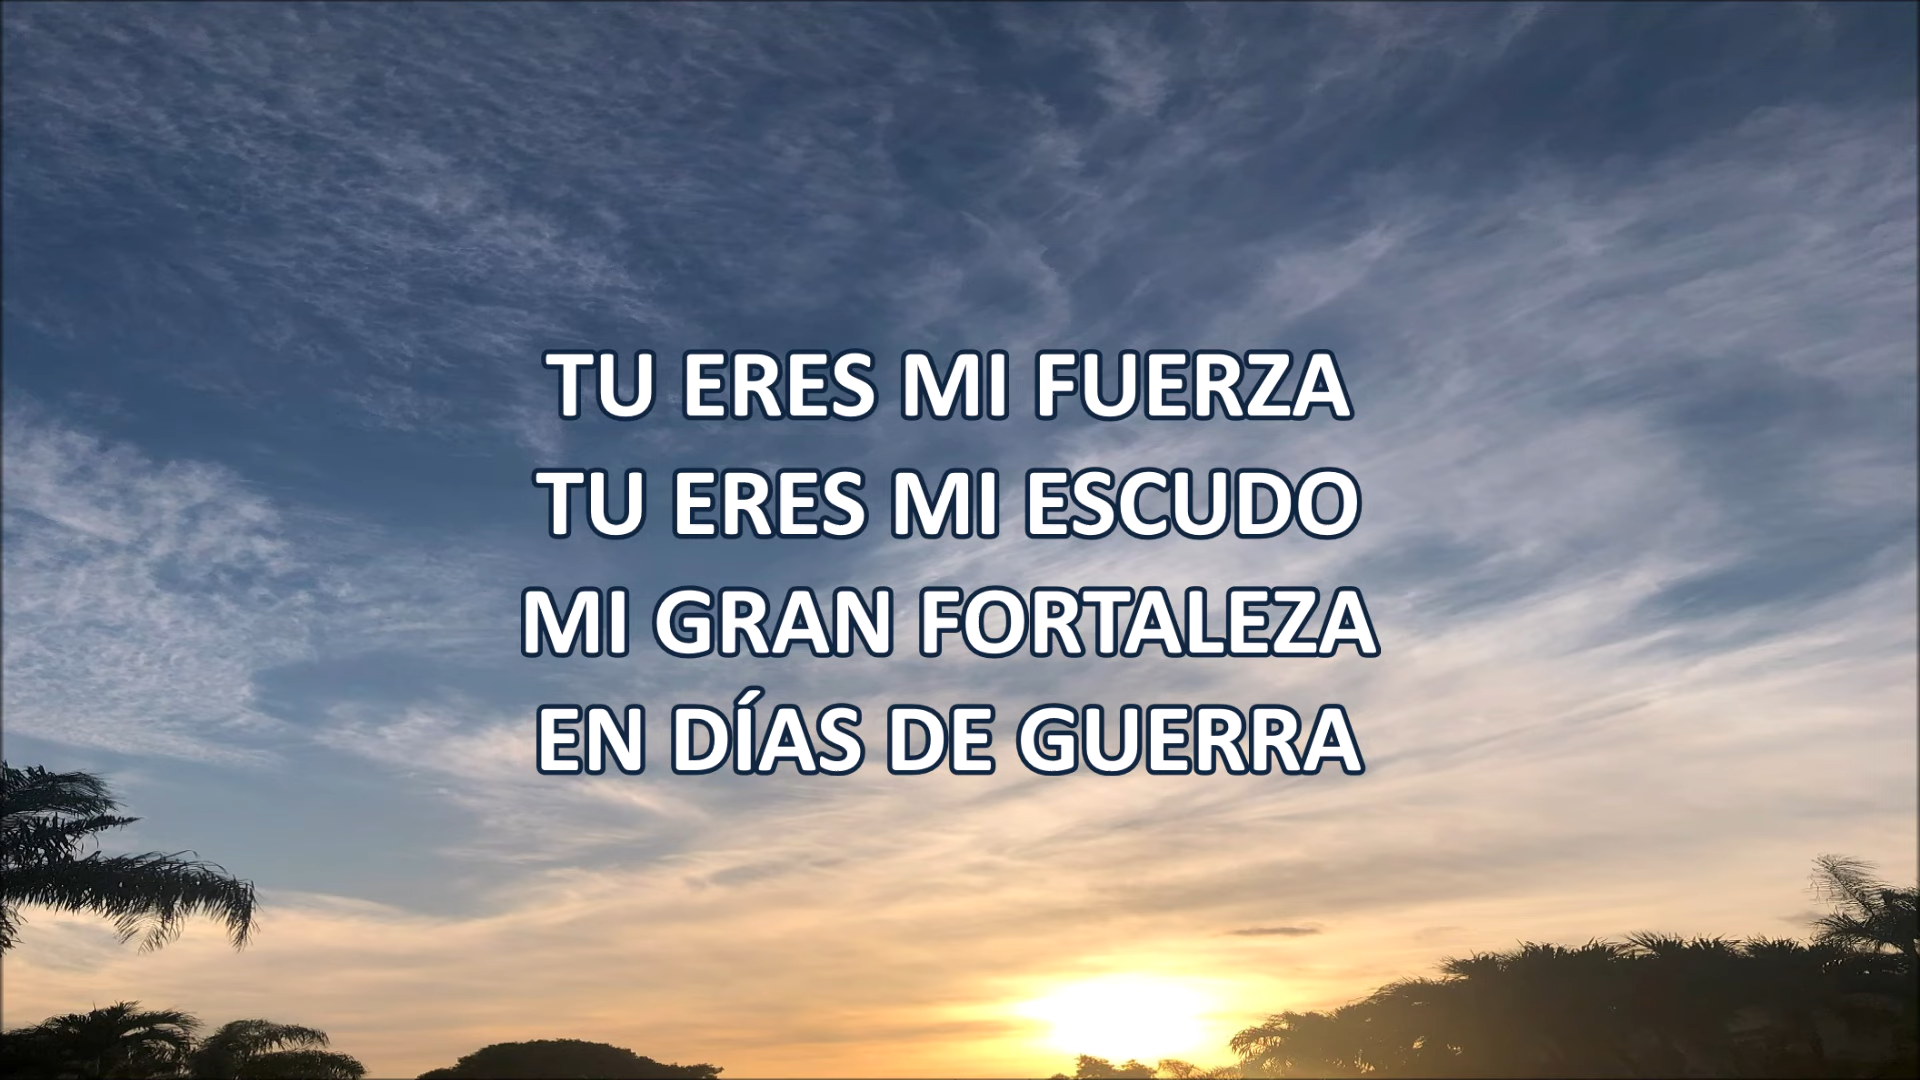 TU ERES MI FUERZA
TU ERES MI ESCUDO
MI GRAN FORTALEZA
EN DÍAS DE GUERRA